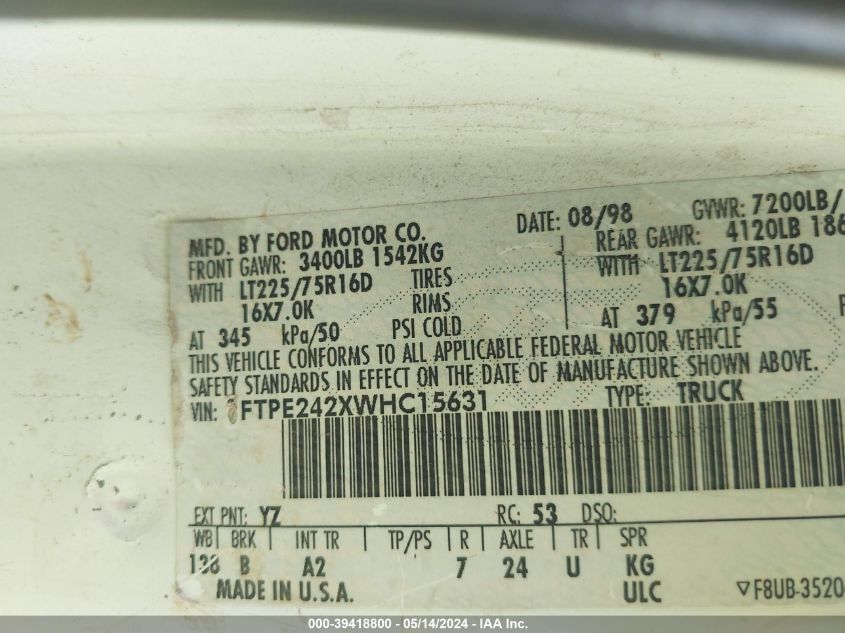 MFD. BY FORD MOTOR CO. DATE: 08/98 GVWR: 7200LB/
FRONT GAWR: 3400LB 1542KG REAR GAWR: 4120LB 186
WITH LT225/75R16D TIRES WITH LT225/75R16D
16X7.0K RIMS 16X7.0K
AT 345 kPa/50 PSI COLD AT 379 kPa/55
THIS VEHICLE CONFORMS TO ALL APPLICABLE FEDERAL MOTOR VEHICLE
SAFETY STANDARDS IN EFFECT ON THE DATE OF MANUFACTURE SHOWN ABOVE.
VIN: FTPE242XWHC15631 TYPE: TRUCK
EXT PNT: YZ RC: 53 DSO:
WB BRK INT TR TP/PS R AXLE TR SPR
138 B A2 7 24 U KG
MADE IN U.S.A. ULC ▽F8UB-3520
000-39418800 - 05/14/2024 - IAA Inc.